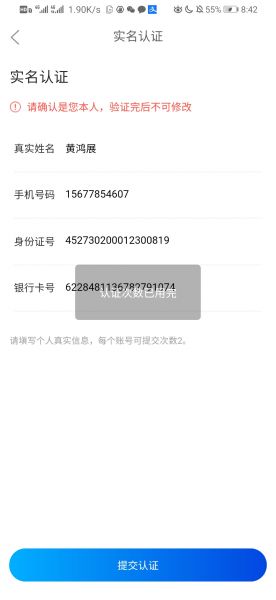 1.90K/s 55% 8:42
实名认证
实名认证
请确认是您本人，验证完后不可修改
真实姓名 黄鸿展
手机号码 15677854607
身份证号 452730200012300819
银行卡号
认证次数已用完
请填写个人真实信息，每个账号可提交次数2。
提交认证